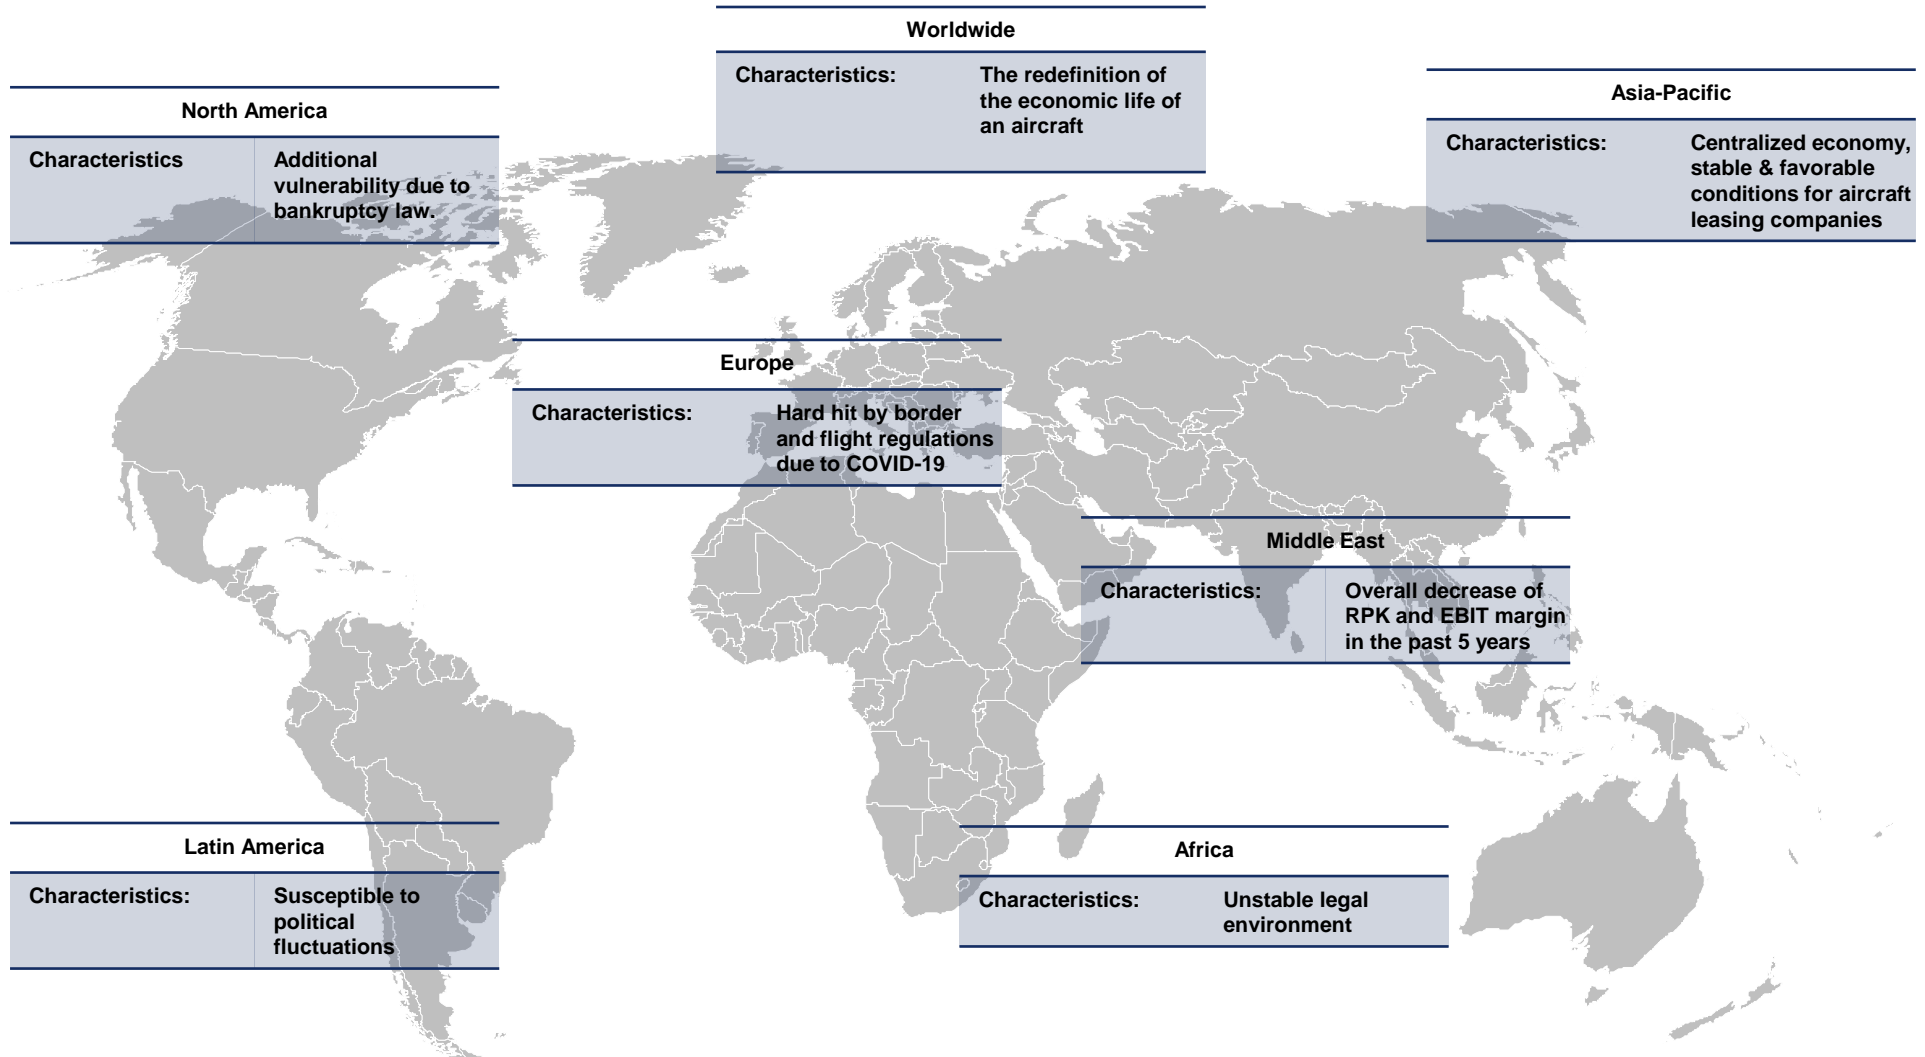 Worldwide
Characteristics:
The redefinition of
the economic life of
an aircraft
North America
Characteristics
Additional
vulnerability due to
bankruptcy law.
Asia-Pacific
Characteristics:
Centralized economy,
stable & favorable
conditions for aircraft
leasing companies
Europe
Characteristics:
Hard hit by border
and flight regulations
due to COVID-19
Middle East
Characteristics:
Overall decrease of
RPK and EBIT margin
in the past 5 years
Latin America
Characteristics:
Susceptible to
political
fluctuations
Africa
Characteristics:
Unstable legal
environment